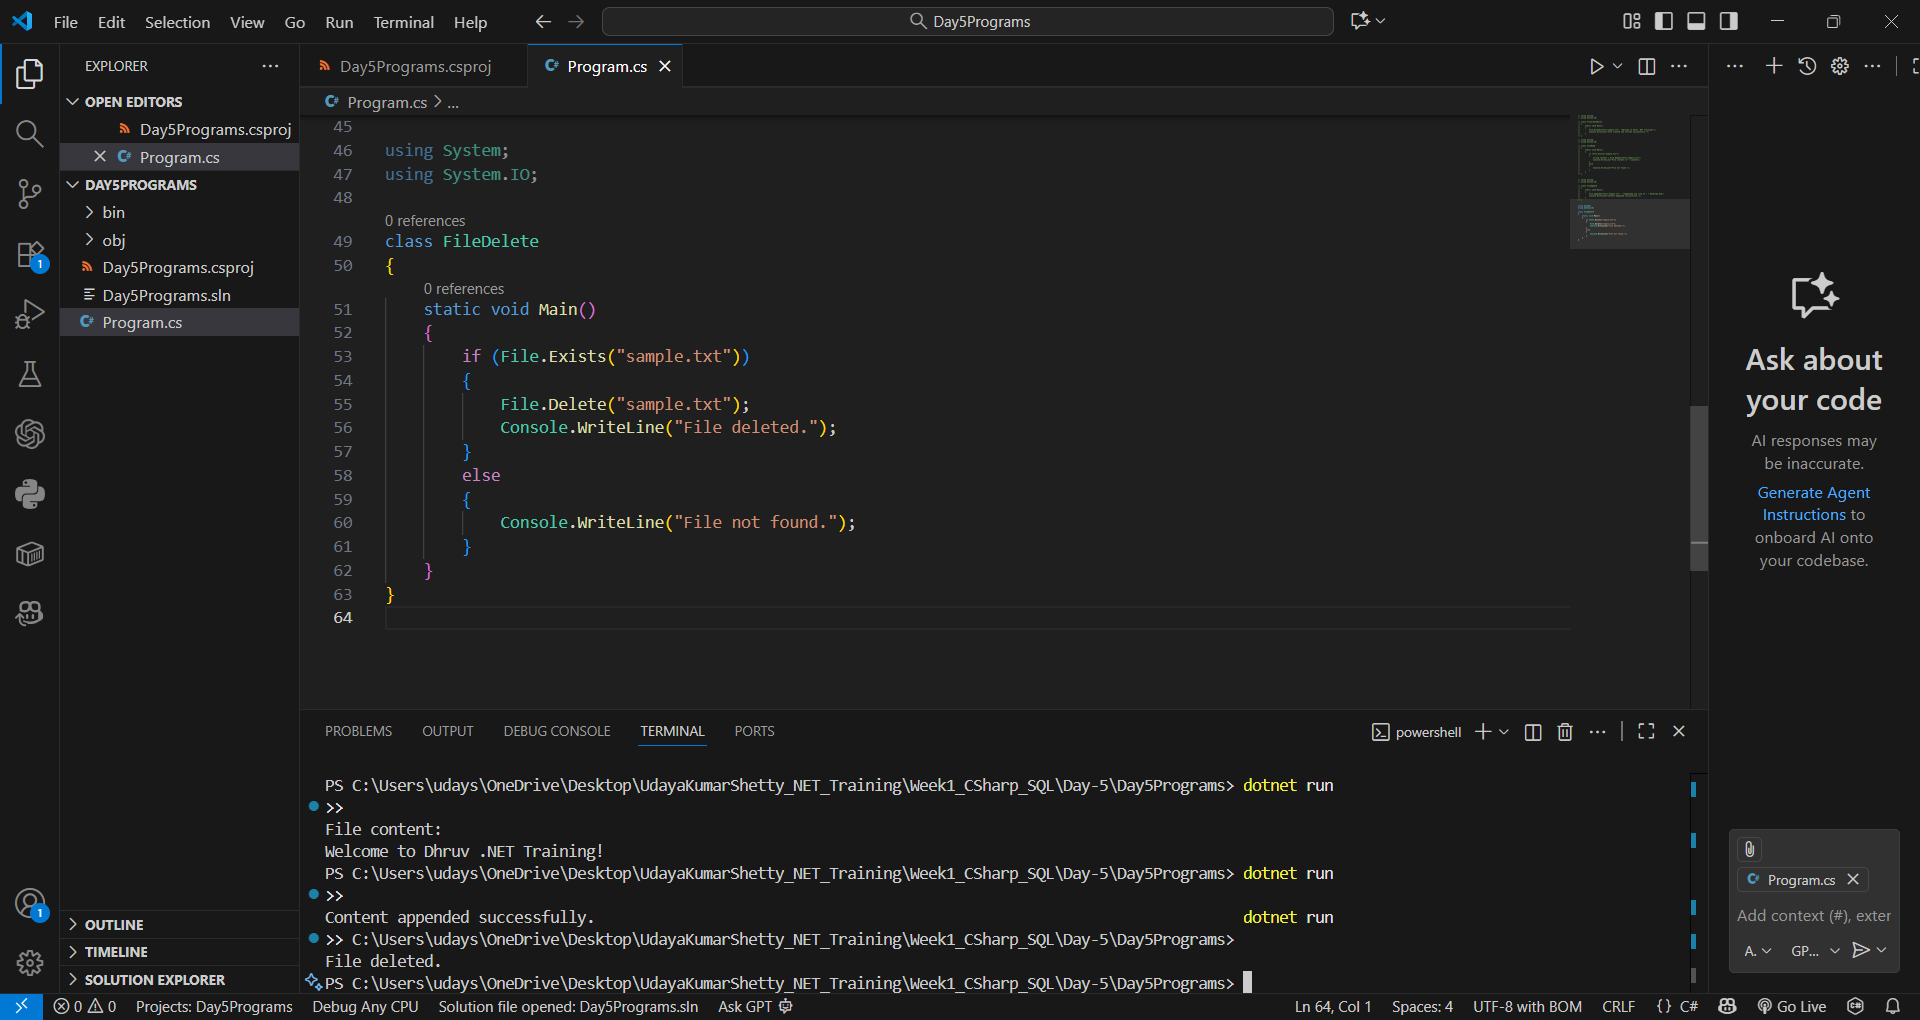 File Edit Selection View Go Run Terminal Help
Day5Programs
EXPLORER
OPEN EDITORS
Day5Programs.csproj
Program.cs
DAY5PROGRAMS
bin
obj
Day5Programs.csproj
Day5Programs.sln
Program.cs
OUTLINE
TIMELINE
SOLUTION EXPLORER
1
1
Day5Programs.csproj
Program.cs
Program.cs > ...
45
46 using System;
47 using System.IO;
48
0 references
49 class FileDelete
50 {
0 references
51 static void Main()
52 {
53 if (File.Exists("sample.txt"))
54 {
55 File.Delete("sample.txt");
56 Console.WriteLine("File deleted.");
57 }
58 else
59 {
60 Console.WriteLine("File not found.");
61 }
62 }
63 }
64
PROBLEMS OUTPUT DEBUG CONSOLE TERMINAL PORTS
powershell
PS C:\Users\udays\OneDrive\Desktop\UdayaKumarShetty_NET_Training\Week1_CSharp_SQL\Day-5\Day5Programs> dotnet run
>>
File content:
Welcome to Dhruv .NET Training!
PS C:\Users\udays\OneDrive\Desktop\UdayaKumarShetty_NET_Training\Week1_CSharp_SQL\Day-5\Day5Programs> dotnet run
>>
Content appended successfully. dotnet run
>> C:\Users\udays\OneDrive\Desktop\UdayaKumarShetty_NET_Training\Week1_CSharp_SQL\Day-5\Day5Programs>
File deleted.
PS C:\Users\udays\OneDrive\Desktop\UdayaKumarShetty_NET_Training\Week1_CSharp_SQL\Day-5\Day5Programs>
Ask about
your code
AI responses may
be inaccurate.
Generate Agent
Instructions to
onboard AI onto
your codebase.
Program.cs
Add context (#), exter
A.
GP...
0 0 Projects: Day5Programs Debug Any CPU Solution file opened: Day5Programs.sln Ask GPT Ln 64, Col 1 Spaces: 4 UTF-8 with BOM CRLF {} C# Go Live